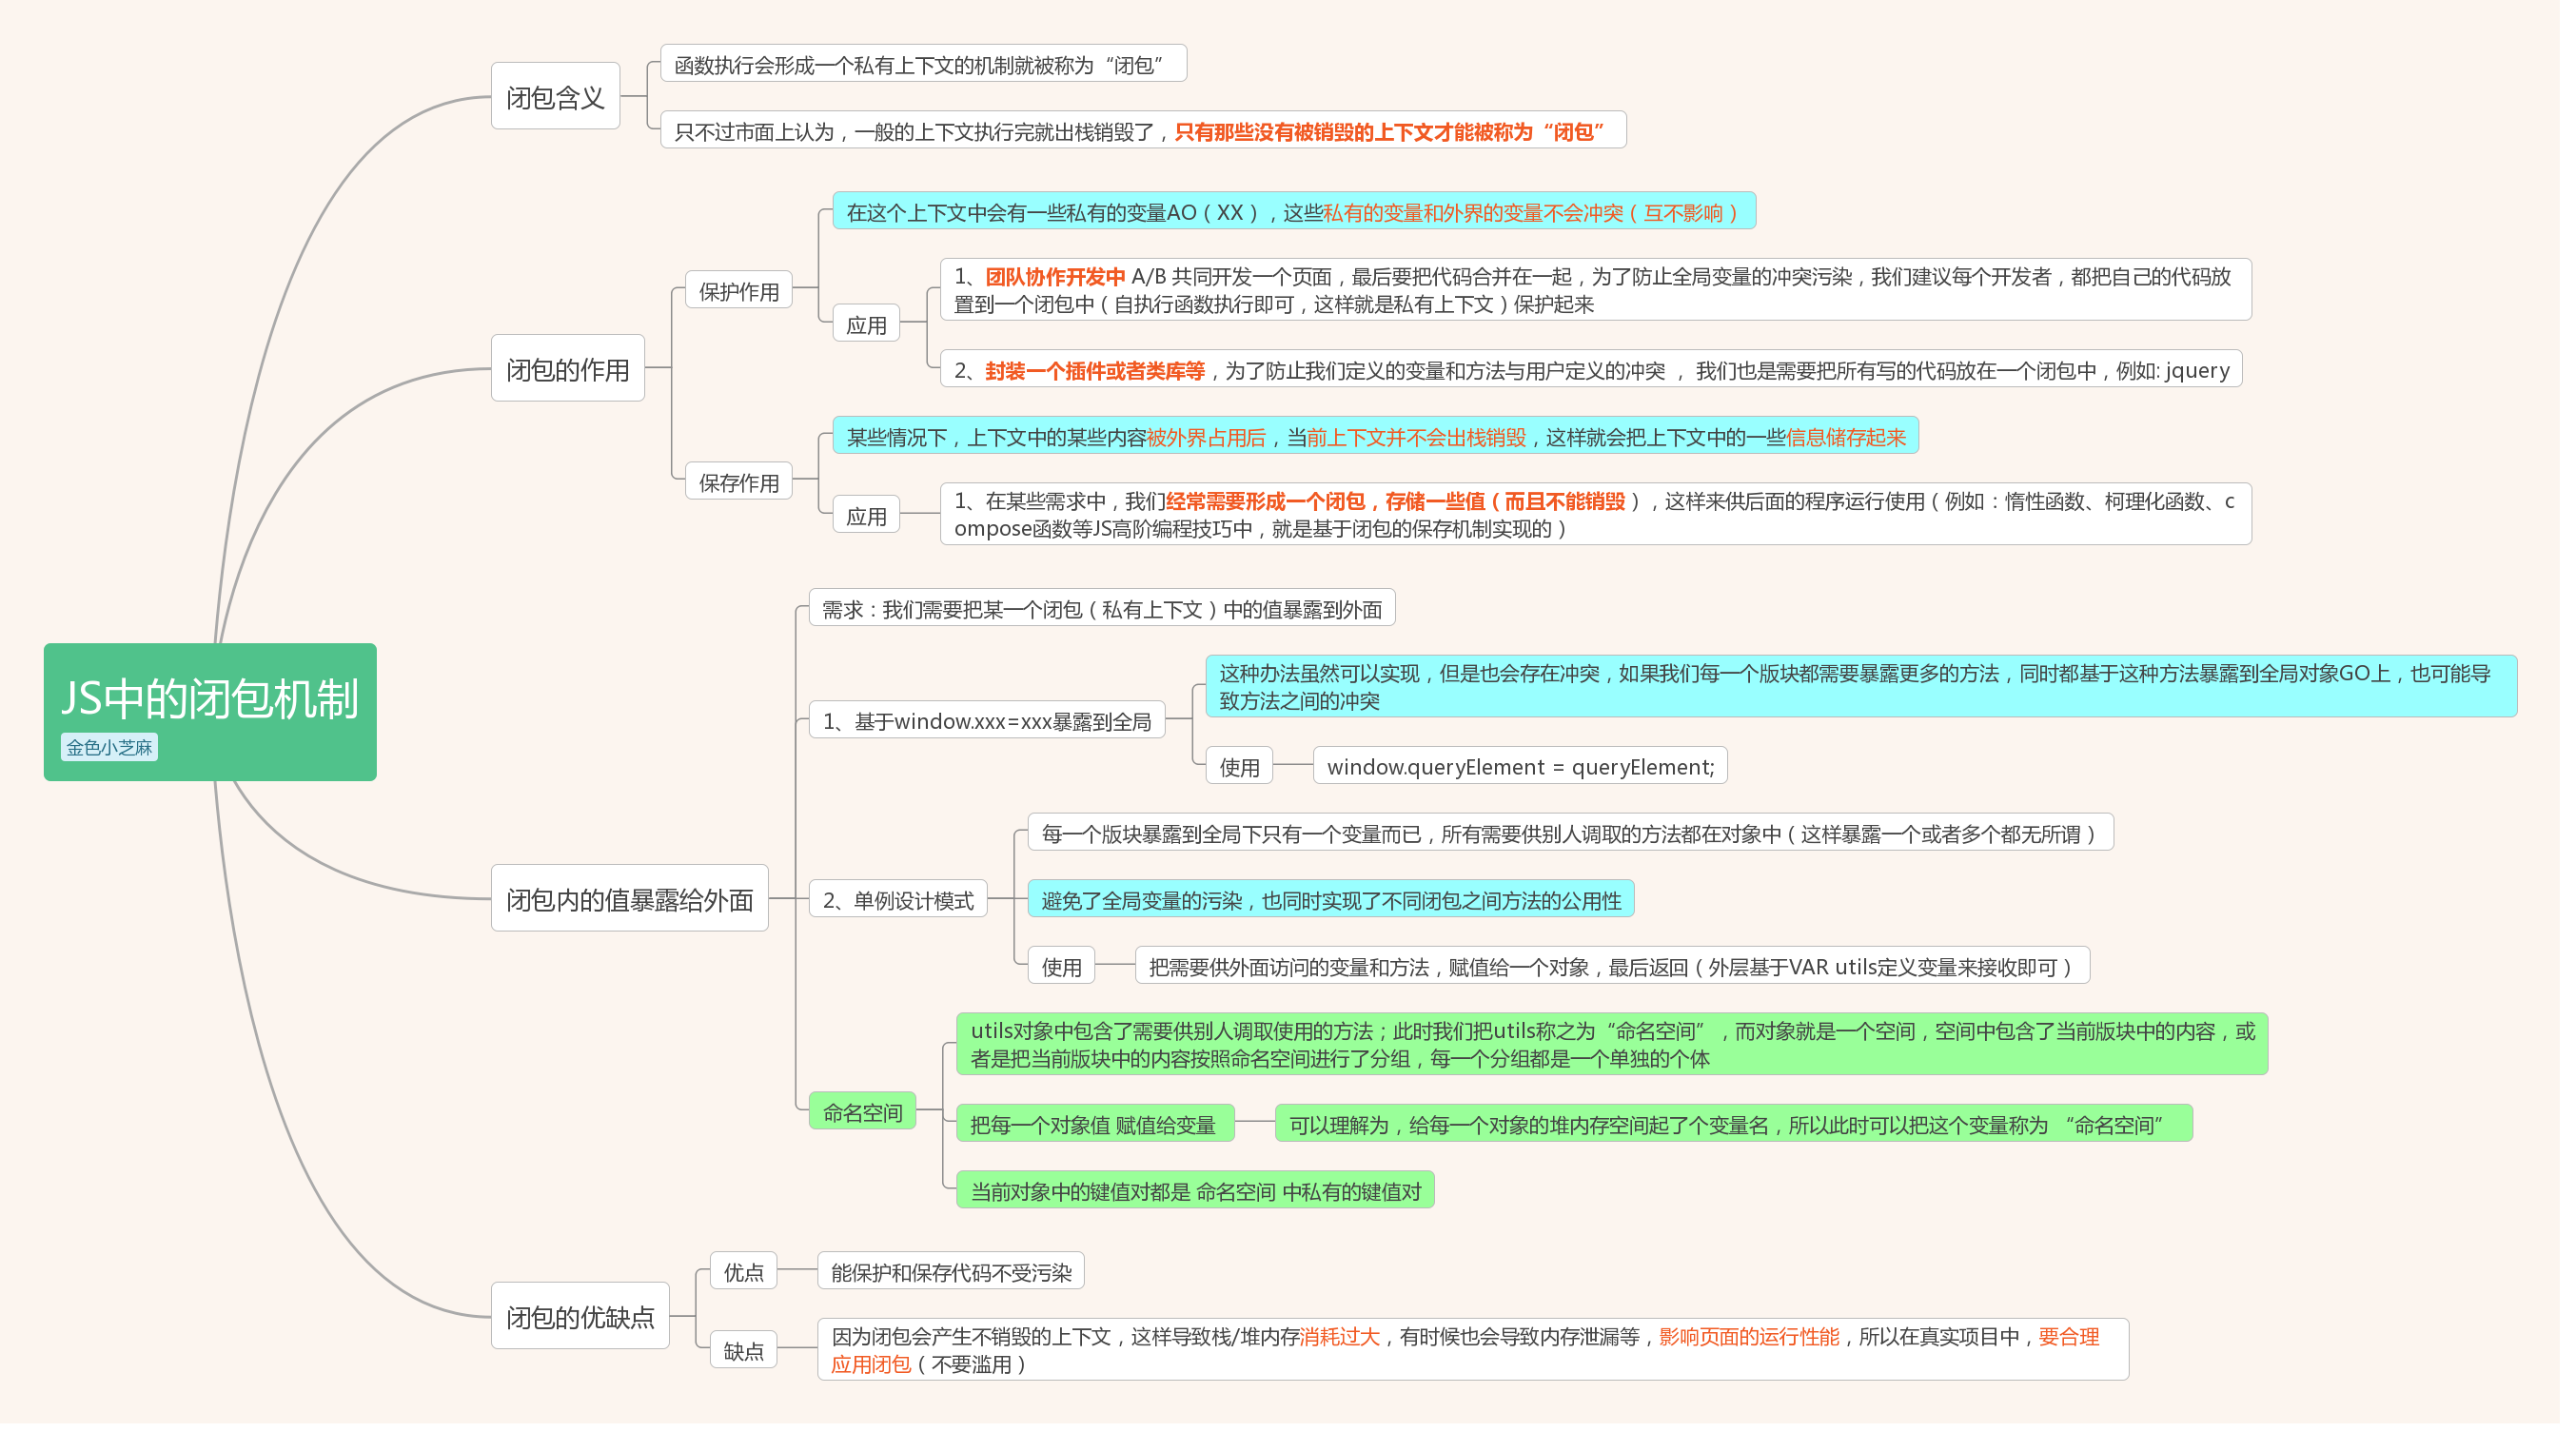 JS中的闭包机制
金色小芝麻
闭包含义
函数执行会形成一个私有上下文的机制就被称为“闭包”
只不过市面上认为，一般的上下文执行完就出栈销毁了，只有那些没有被销毁的上下文才能被称为“闭包”
闭包的作用
保护作用
在这个上下文中会有一些私有的变量AO（XX），这些私有的变量和外界的变量不会冲突（互不影响）
应用
1、团队协作开发中 A/B 共同开发一个页面，最后要把代码合并在一起，为了防止全局变量的冲突污染，我们建议每个开发者，都把自己的代码放
置到一个闭包中（自执行函数执行即可，这样就是私有上下文）保护起来
2、封装一个插件或者类库等，为了防止我们定义的变量和方法与用户定义的冲突 ， 我们也是需要把所有写的代码放在一个闭包中，例如: jquery
保存作用
某些情况下，上下文中的某些内容被外界占用后，当前上下文并不会出栈销毁，这样就会把上下文中的一些信息储存起来
应用
1、在某些需求中，我们经常需要形成一个闭包，存储一些值（而且不能销毁），这样来供后面的程序运行使用（例如：惰性函数、柯理化函数、c
ompose函数等JS高阶编程技巧中，就是基于闭包的保存机制实现的）
闭包内的值暴露给外面
需求：我们需要把某一个闭包（私有上下文）中的值暴露到外面
1、基于window.xxx=xxx暴露到全局
这种办法虽然可以实现，但是也会存在冲突，如果我们每一个版块都需要暴露更多的方法，同时都基于这种方法暴露到全局对象GO上，也可能导
致方法之间的冲突
使用
window.queryElement = queryElement;
2、单例设计模式
每一个版块暴露到全局下只有一个变量而已，所有需要供别人调取的方法都在对象中（这样暴露一个或者多个都无所谓）
避免了全局变量的污染，也同时实现了不同闭包之间方法的公用性
使用
把需要供外面访问的变量和方法，赋值给一个对象，最后返回（外层基于VAR utils定义变量来接收即可）
命名空间
utils对象中包含了需要供别人调取使用的方法；此时我们把utils称之为“命名空间”，而对象就是一个空间，空间中包含了当前版块中的内容，或
者是把当前版块中的内容按照命名空间进行了分组，每一个分组都是一个单独的个体
把每一个对象值 赋值给变量
可以理解为，给每一个对象的堆内存空间起了个变量名，所以此时可以把这个变量称为 “命名空间”
当前对象中的键值对都是 命名空间 中私有的键值对
闭包的优缺点
优点
能保护和保存代码不受污染
缺点
因为闭包会产生不销毁的上下文，这样导致栈/堆内存消耗过大，有时候也会导致内存泄漏等，影响页面的运行性能，所以在真实项目中，要合理
应用闭包（不要滥用）